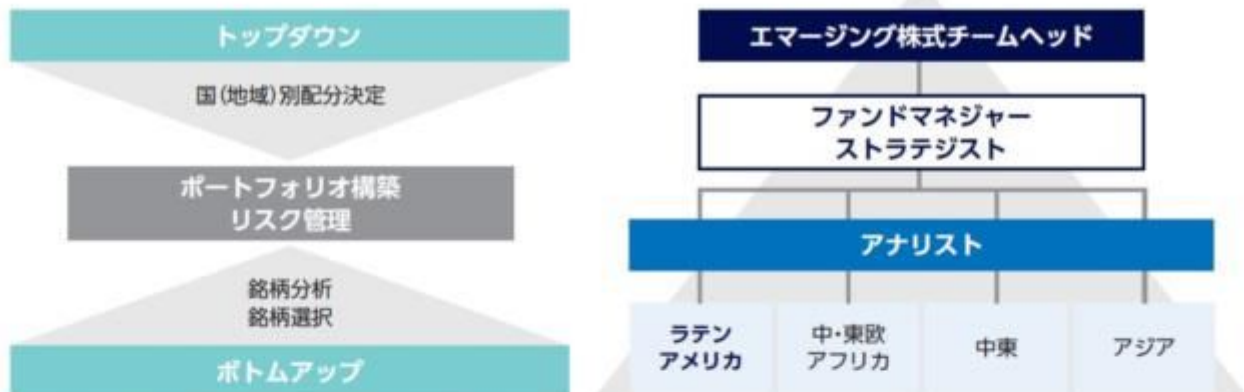 トップダウン
国(地域)別配分決定
ポートフォリオ構築
リスク管理
銘柄分析
銘柄選択
ボトムアップ
エマージング株式チームヘッド
ファンドマネジャー
ストラテジスト
アナリスト
ラテン
アメリカ
中・東欧
アフリカ
中東
アジア